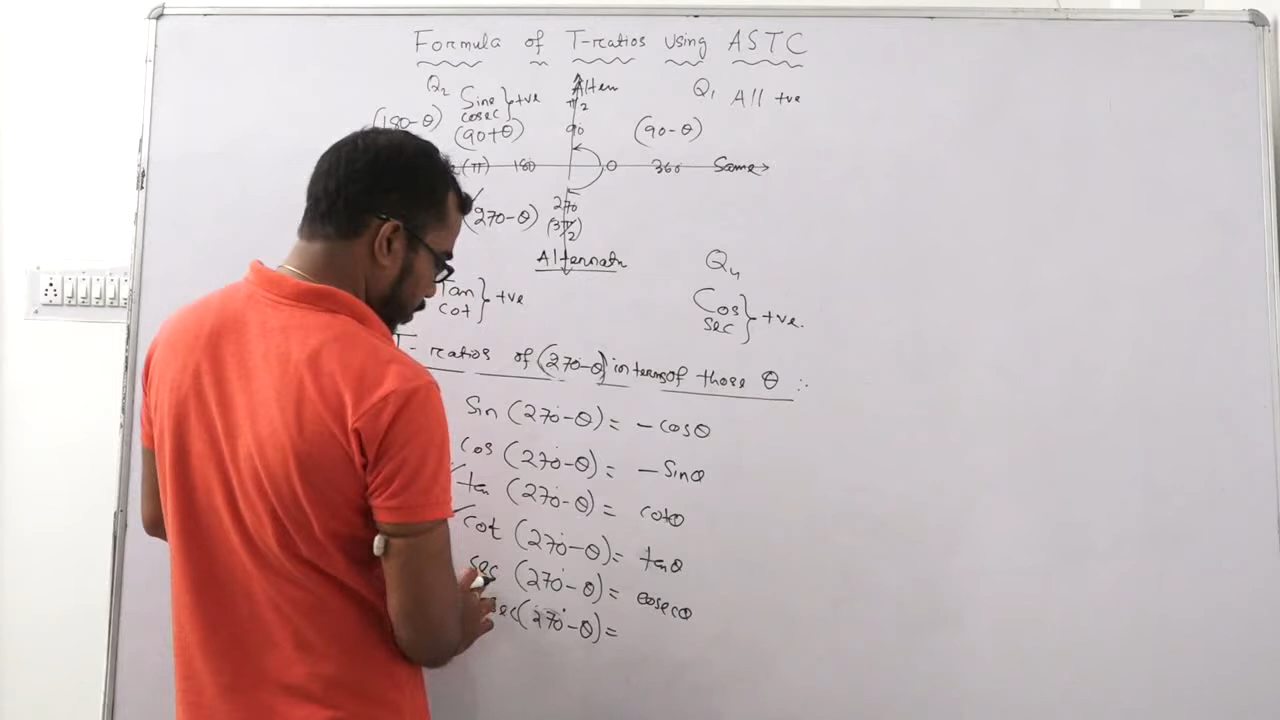 Formula of T-ratios using ASTC
Q2 Alten Q1
Sine } +ve π/2 All +ve
cosec
(180-θ) (90+θ) 90 (90-θ)
(π) 180 0 360 Same
(270-θ) 270
(3π/2)
Alternate Q4
Tan } +ve Cos } +ve.
cot sec
T-ratios of (270°-θ) in terms of those θ :
Sin (270°-θ) = -cosθ
cos (270°-θ) = -Sinθ
tan (270°-θ) = cotθ
cot (270°-θ) = tanθ
sec (270°-θ) = cosecθ
sec (270°-θ) =